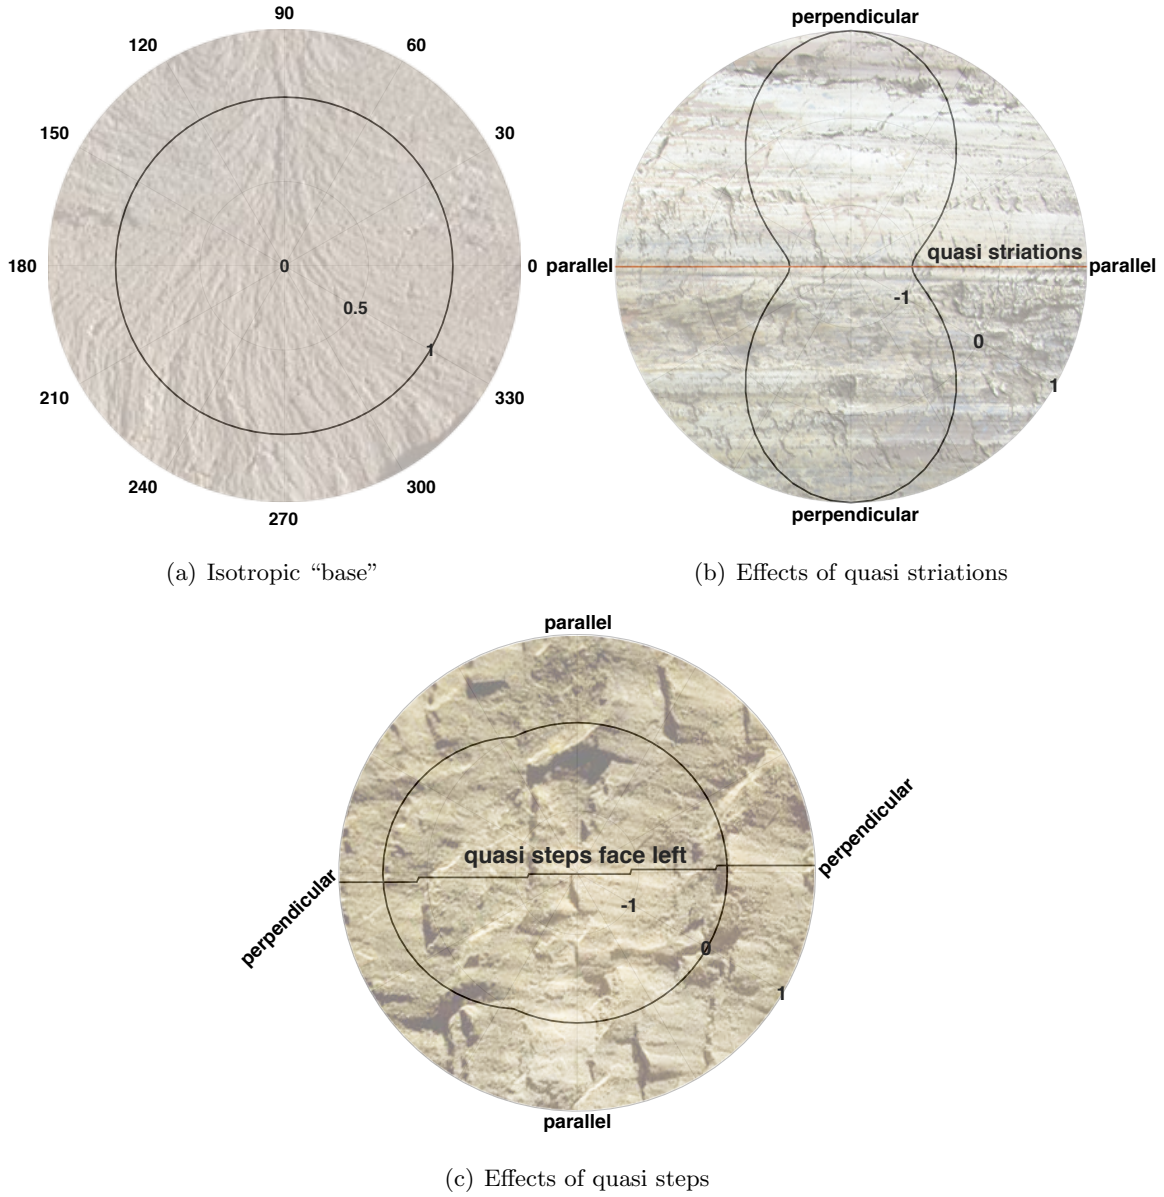 90
120
60
150
30
180
0
0
0.5
1
210
330
240
300
270
(a) Isotropic “base”
perpendicular
quasi striations
parallel
parallel
-1
0
1
perpendicular
(b) Effects of quasi striations
parallel
perpendicular
quasi steps face left
perpendicular
-1
0
1
parallel
(c) Effects of quasi steps